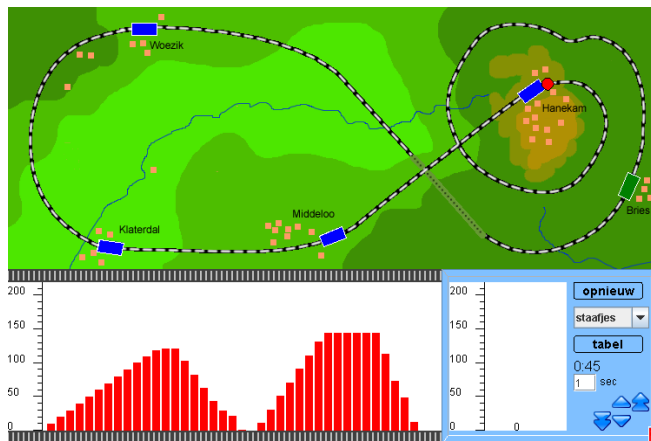 Woezik
Hanekam
Bries
Klaterdal
Middeloo
200
150
100
50
0
200
150
100
50
0
0
opnieuw
staafjes
tabel
0:45
1 sec